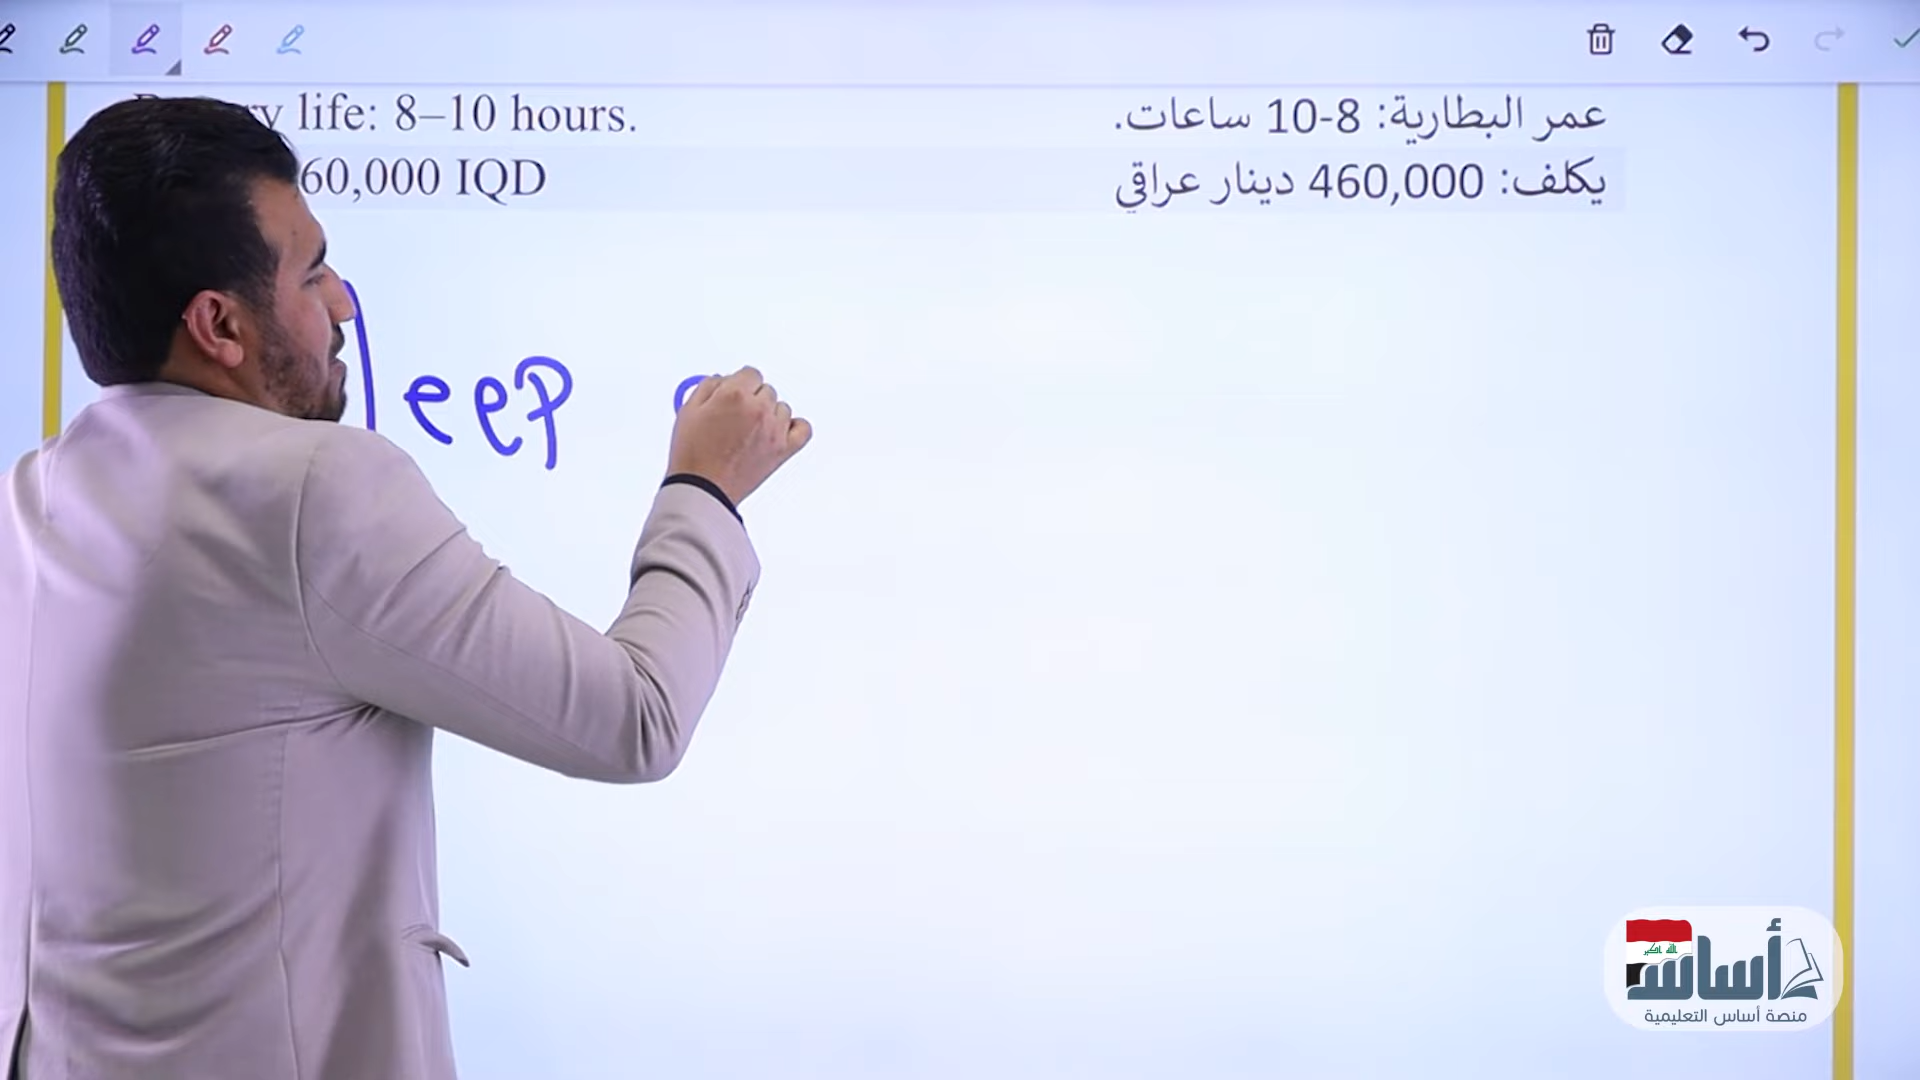 life: 8–10 hours.
عمر البطارية: 8-10 ساعات.
60,000 IQD
يكلف: 460,000 دينار عراقي
eep
أساس
منصة أساس التعليمية